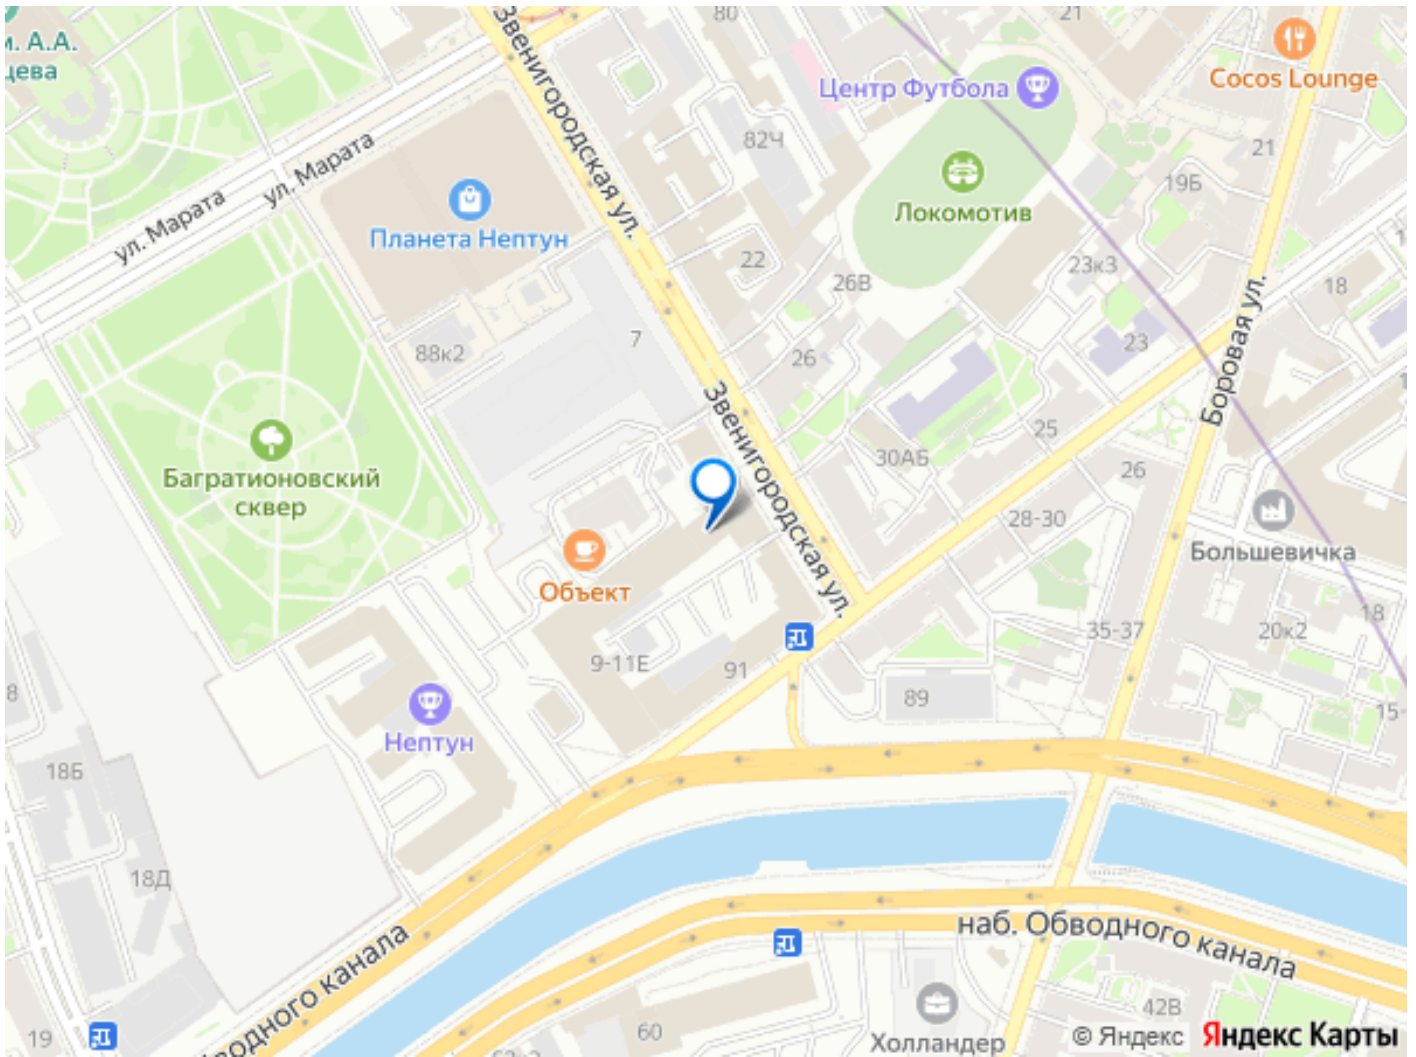 м. А.А.
Звенигородская ул.
80
21
Cocos Lounge
Центр Футбола
82Ч
21
ул. Марата
ул. Марата
19Б
Локомотив
Планета Нептун
22
26В
23к3
18
7
88к2
26
23
Боровая ул.
Звенигородская ул.
25
30АБ
26
Багратионовский
сквер
28-30
Большевичка
Объект
18
35-37
20к2
9-11Е
91
89
8
15-
Нептун
18Б
18Д
наб. Обводного канала
42В
60
Холландер
19
© Яндекс Яндекс Карты